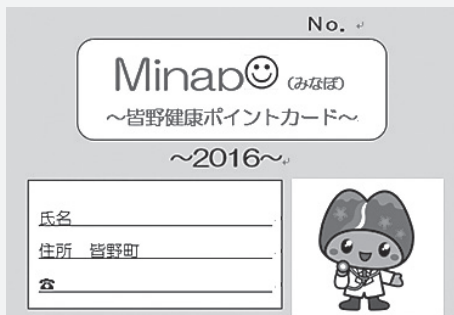 No.
Minapo (みなぽ)
～皆野健康ポイントカード～
～2016～
氏名
住所　皆野町
☎